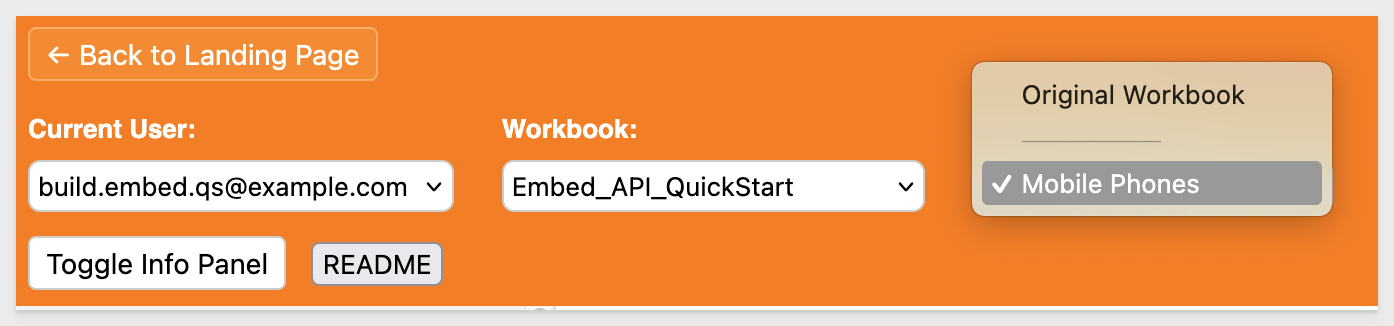 ← Back to Landing Page
Original Workbook
Current User:
Workbook:
build.embed.qs@example.com
Embed_API_QuickStart
✓ Mobile Phones
Toggle Info Panel
README